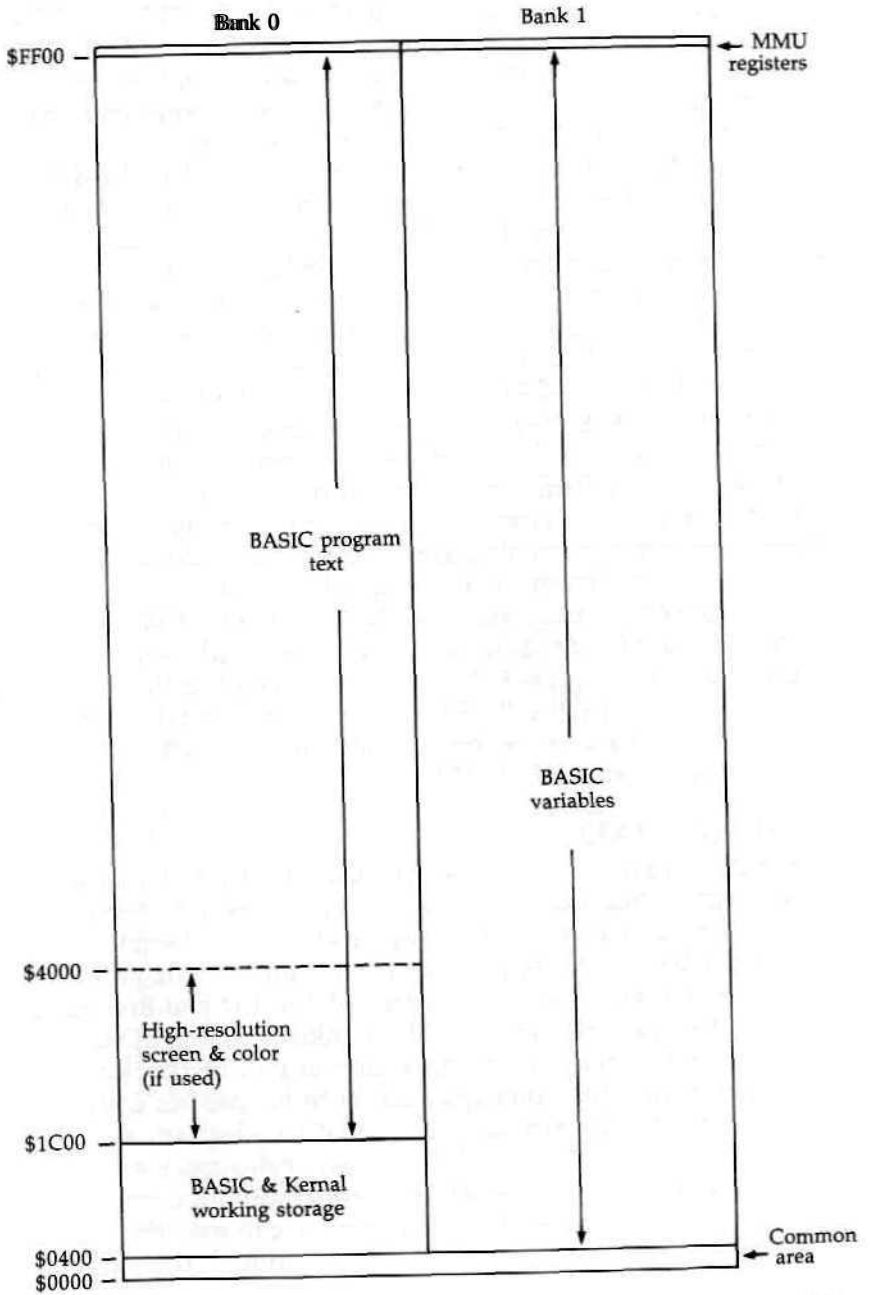 Bank 0
Bank 1
$FF00
MMU
registers
BASIC program
text
BASIC
variables
$4000
High-resolution
screen & color
(if used)
$1C00
BASIC & Kernal
working storage
$0400
Common
area
$0000